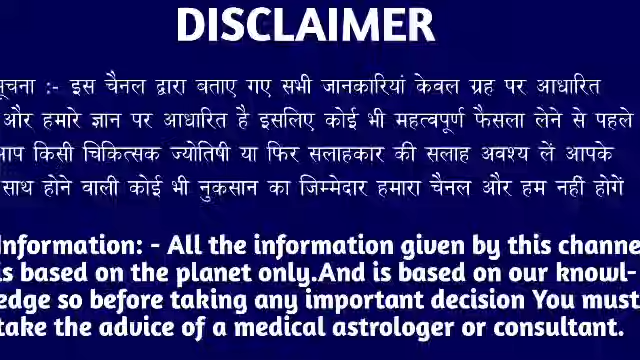 DISCLAIMER
सूचना :- इस चैनल द्वारा बताए गए सभी जानकारियां केवल ग्रह पर आधारित
और हमारे ज्ञान पर आधारित है इसलिए कोई भी महत्वपूर्ण फैसला लेने से पहले
आप किसी चिकित्सक ज्योतिषी या फिर सलाहकार की सलाह अवश्य लें आपके
साथ होने वाली कोई भी नुकसान का जिम्मेदार हमारा चैनल और हम नहीं होगें
Information: - All the information given by this channe
is based on the planet only.And is based on our knowl-
edge so before taking any important decision You must
take the advice of a medical astrologer or consultant.